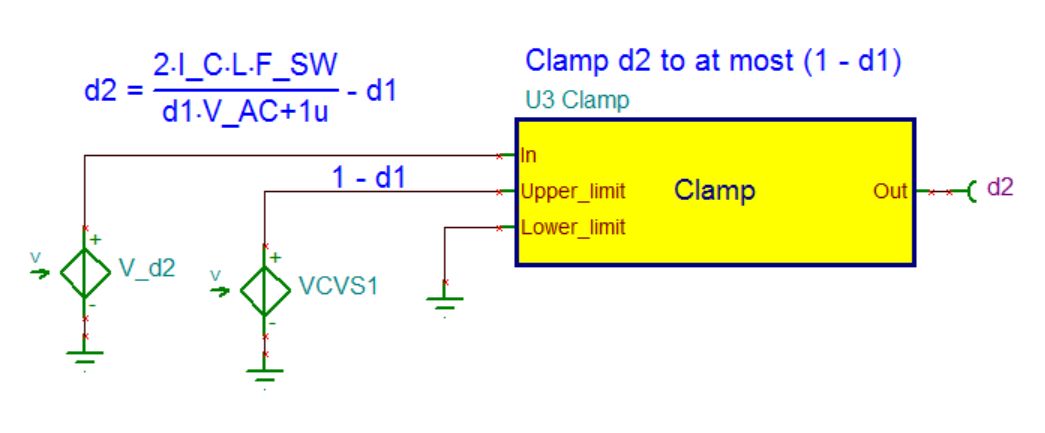 d2 = 2·I_C·L·F_SW / d1·V_AC+1u - d1
Clamp d2 to at most (1 - d1)
U3 Clamp
In
1 - d1
Upper_limit
Clamp
Out
d2
Lower_limit
V
+
V_d2
-
V
+
VCVS1
-